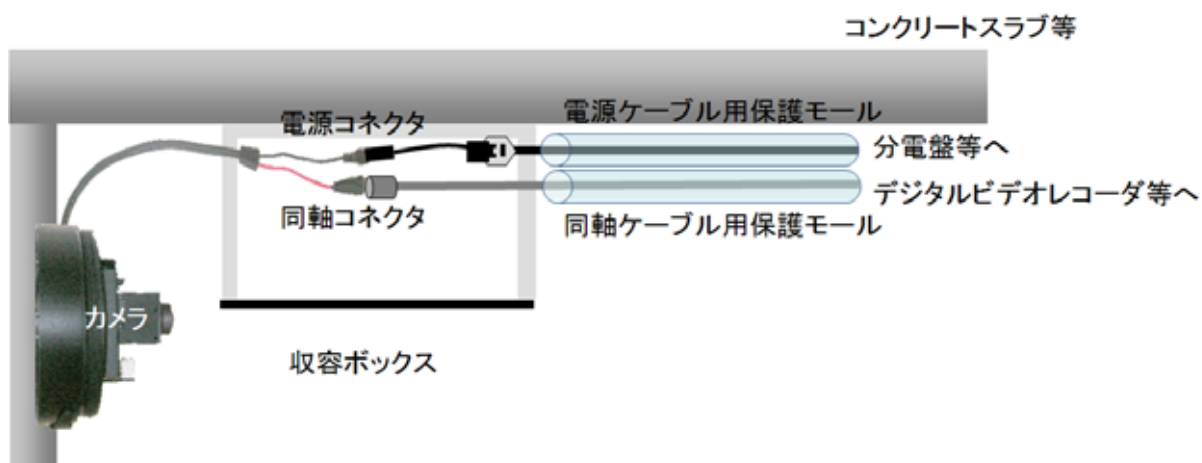 コンクリートスラブ等
電源コネクタ
電源ケーブル用保護モール
分電盤等へ
デジタルビデオレコーダ等へ
同軸コネクタ
同軸ケーブル用保護モール
カメラ
収容ボックス